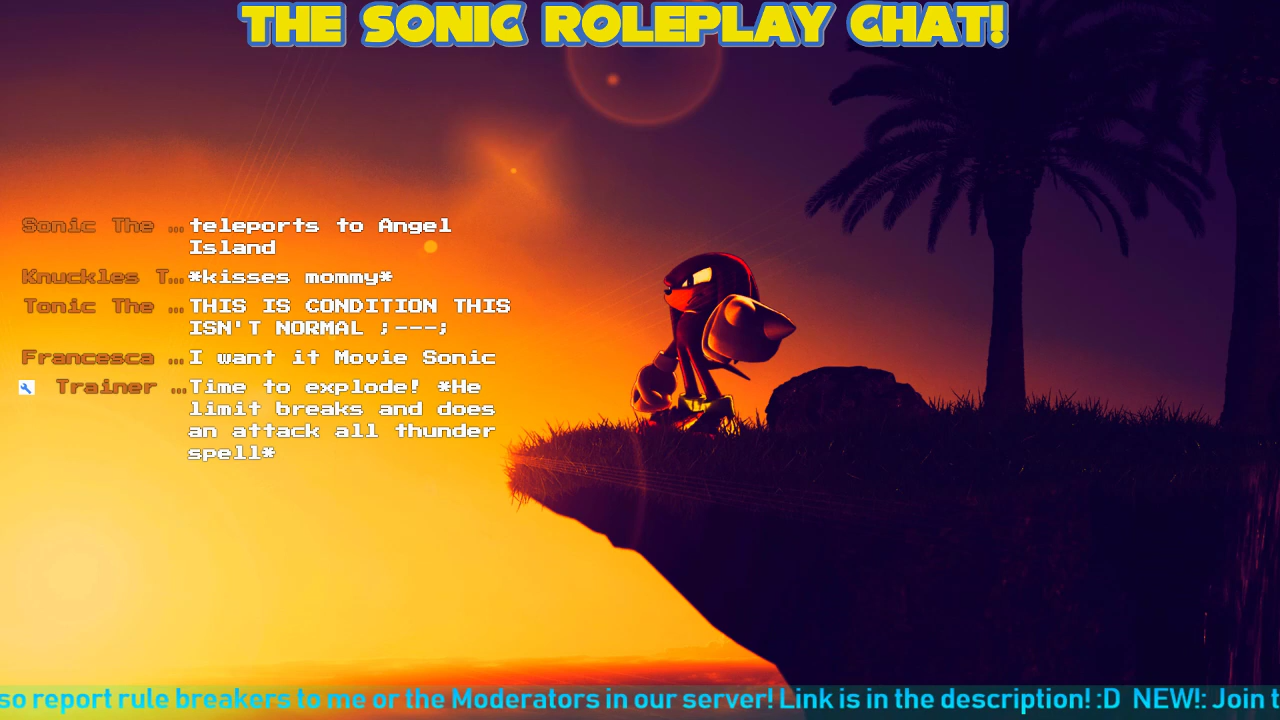 THE SONIC ROLEPLAY CHAT!
Sonic The ... teleports to Angel
Island
Knuckles T... *kisses mommy*
Tonic The ... THIS IS CONDITION THIS
ISN'T NORMAL ;---;
Francesca ... I want it Movie Sonic
Trainer ... Time to explode! *He
limit breaks and does
an attack all thunder
spell*
so report rule breakers to me or the Moderators in our server! Link is in the description! :D NEW!: Join t